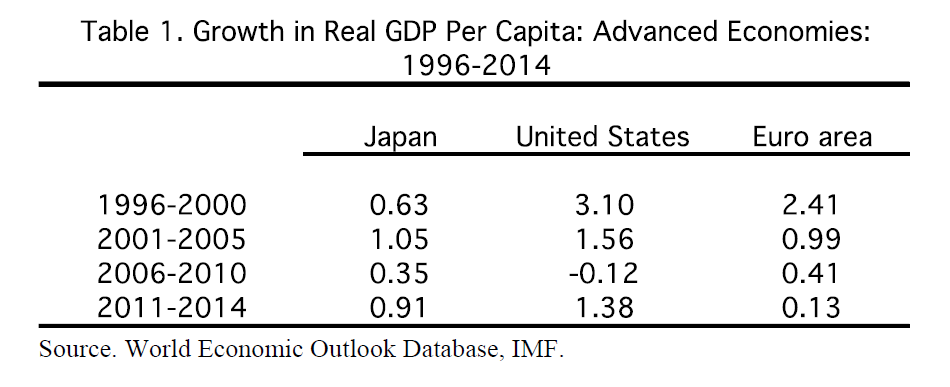 Table 1. Growth in Real GDP Per Capita: Advanced Economies:
1996-2014
Japan United States Euro area
1996-2000 0.63 3.10 2.41
2001-2005 1.05 1.56 0.99
2006-2010 0.35 -0.12 0.41
2011-2014 0.91 1.38 0.13
Source. World Economic Outlook Database, IMF.